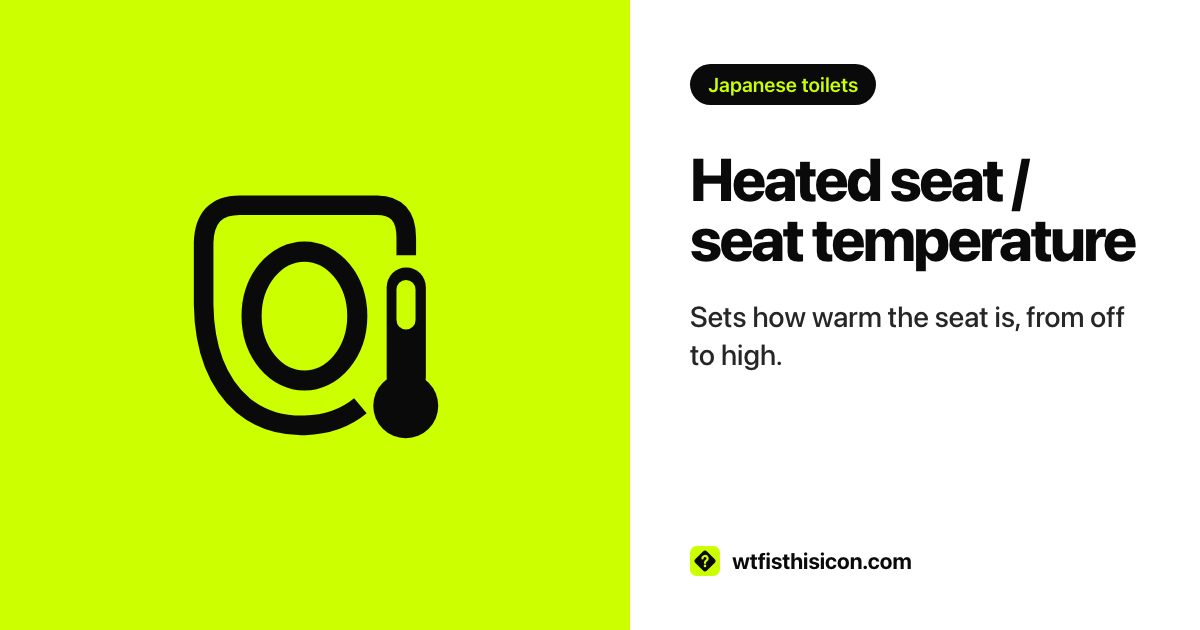 Japanese toilets
Heated seat /
seat temperature
Sets how warm the seat is, from off
to high.
?
wtfisthisicon.com